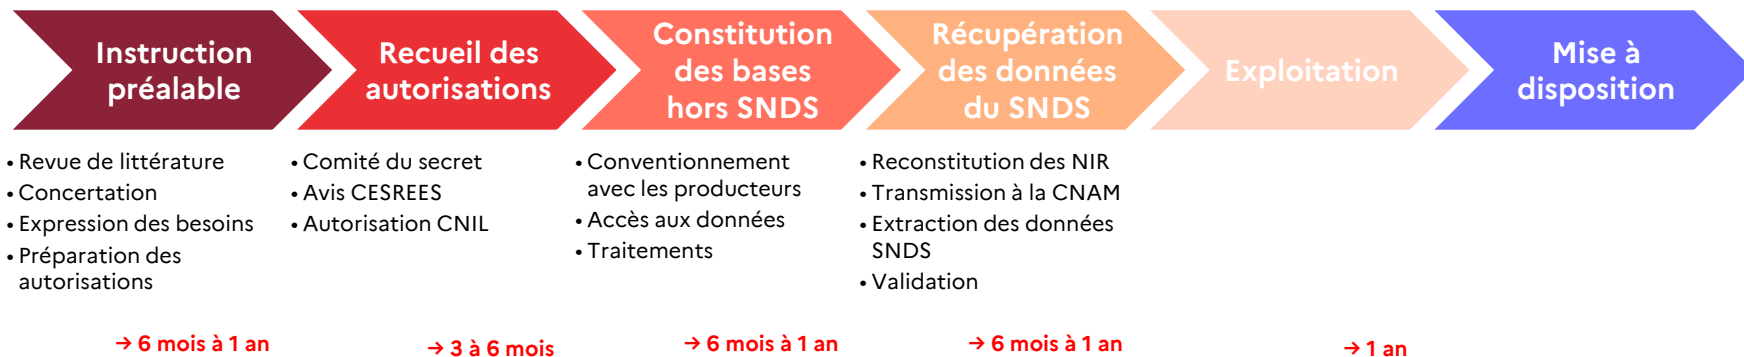 Instruction
préalable
Recueil des
autorisations
Constitution
des bases
hors SNDS
Récupération
des données
du SNDS
Exploitation
Mise à
disposition
• Revue de littérature
• Concertation
• Expression des besoins
• Préparation des
autorisations
• Comité du secret
• Avis CESREES
• Autorisation CNIL
• Conventionnement
avec les producteurs
• Accès aux données
• Traitements
• Reconstitution des NIR
• Transmission à la CNAM
• Extraction des données
SNDS
• Validation
→ 6 mois à 1 an
→ 3 à 6 mois
→ 6 mois à 1 an
→ 6 mois à 1 an
→ 1 an